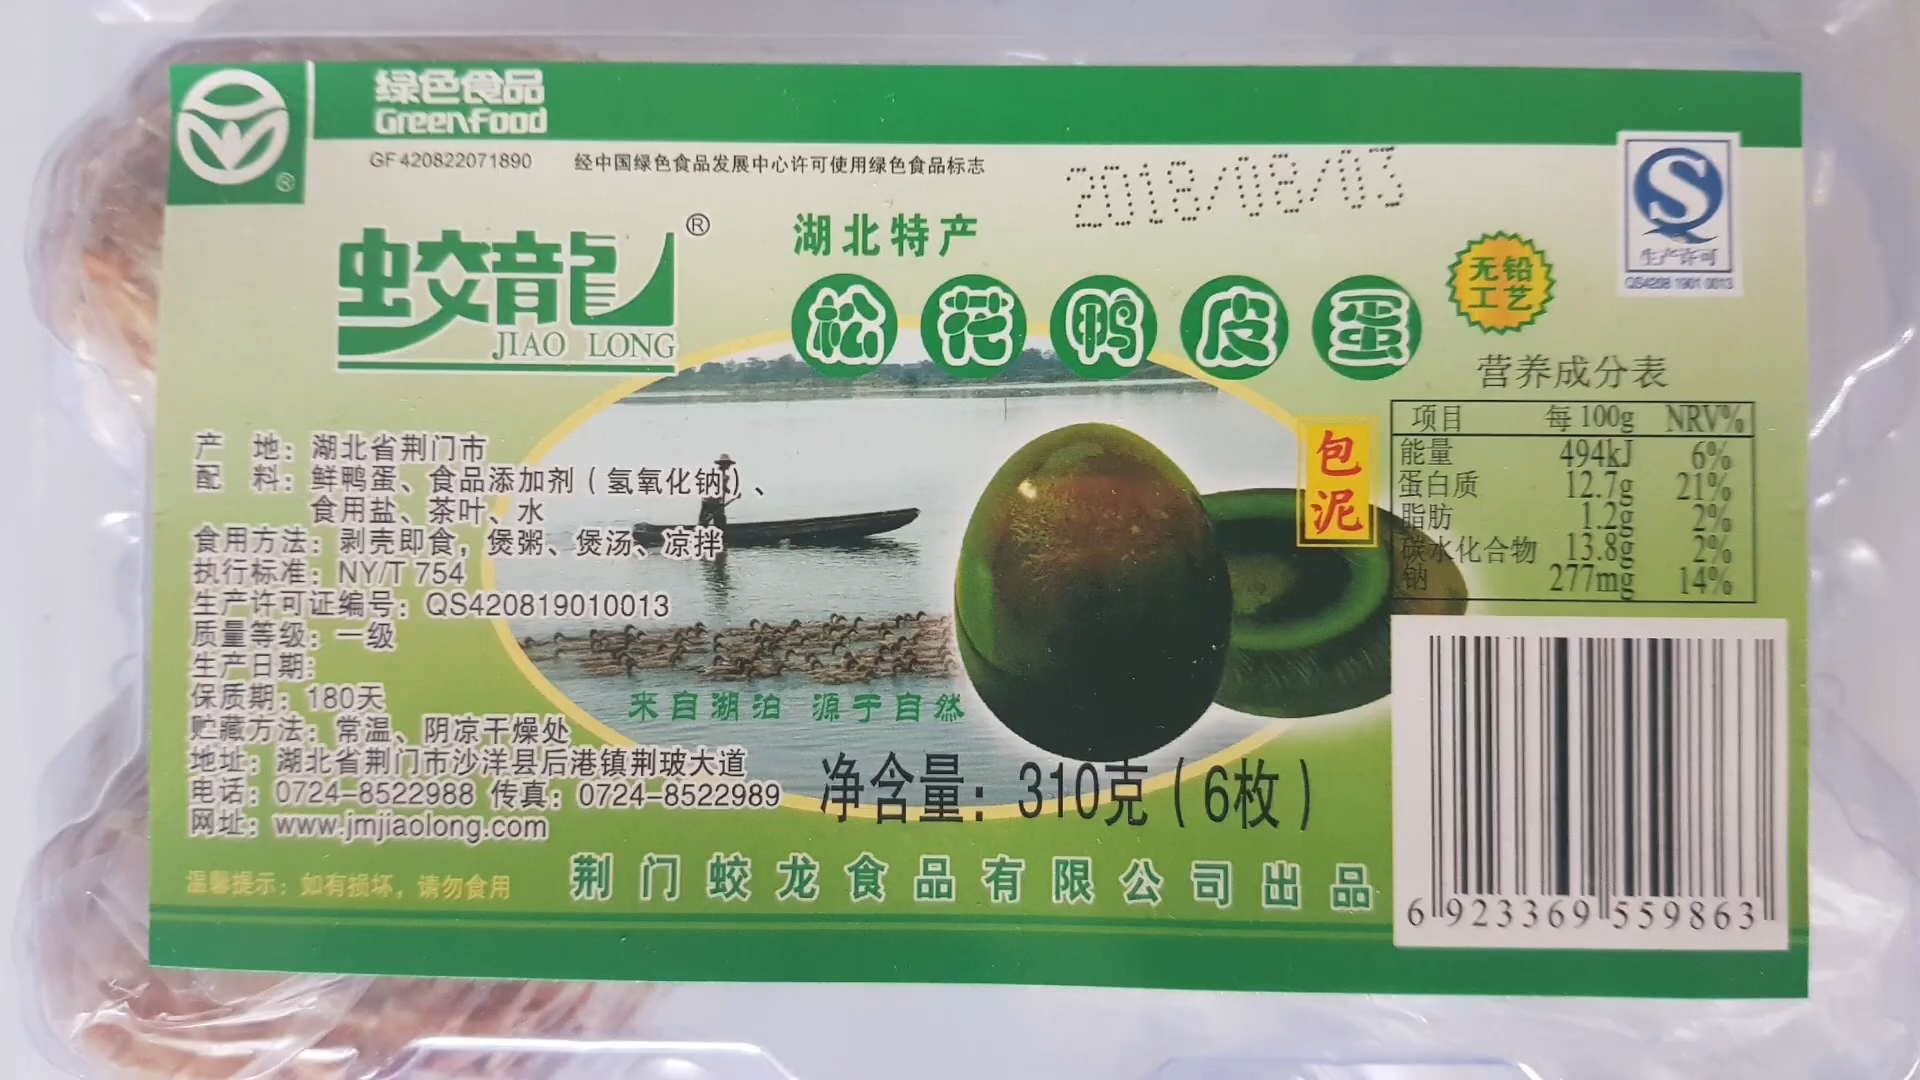 绿色食品
Green Food
GF 420822071890 经中国绿色食品发展中心许可使用绿色食品标志
2018/08/03
生产许可
QS4208 1901 0013
蛟龍®
JIAO LONG
湖北特产
松花鸭皮蛋
无铅
工艺
包泥
产 地：湖北省荆门市
配 料：鲜鸭蛋、食品添加剂（氢氧化钠）、
食用盐、茶叶、水
食用方法：剥壳即食，煲粥、煲汤、凉拌
执行标准：NY/T 754
生产许可证编号：QS420819010013
质量等级：一级
生产日期：
保质期：180天
贮藏方法：常温、阴凉干燥处
地址：湖北省荆门市沙洋县后港镇荆玻大道
电话：0724-8522988 传真：0724-8522989
网址：www.jmjiaolong.com
温馨提示：如有损坏，请勿食用
来自湖泊 源于自然
净含量：310克（6枚）
荆门蛟龙食品有限公司出品
营养成分表
项目 每100g NRV%
能量 494kJ 6%
蛋白质 12.7g 21%
脂肪 1.2g 2%
碳水化合物 13.8g 2%
钠 277mg 14%
6 923369 559863